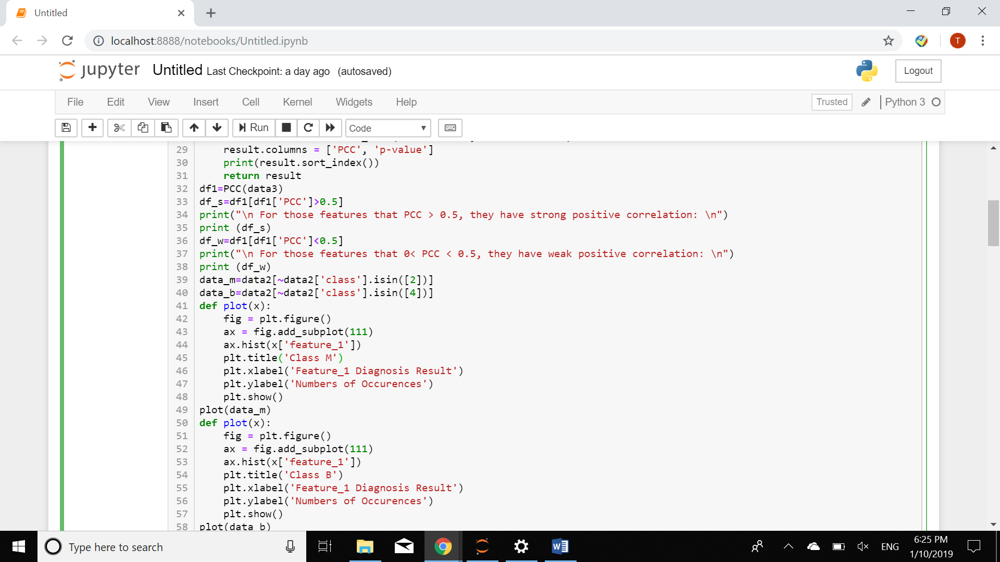 Untitled
localhost:8888/notebooks/Untitled.ipynb
T
jupyter Untitled Last Checkpoint: a day ago (autosaved)
Logout
File Edit View Insert Cell Kernel Widgets Help
Trusted Python 3
Run Code
29 result.columns = ['PCC', 'p-value']
30 print(result.sort_index())
31 return result
32 df1=PCC(data3)
33 df_s=df1[df1['PCC']>0.5]
34 print("\n For those features that PCC > 0.5, they have strong positive correlation: \n")
35 print (df_s)
36 df_w=df1[df1['PCC']<0.5]
37 print("\n For those features that 0< PCC < 0.5, they have weak positive correlation: \n")
38 print (df_w)
39 data_m=data2[~data2['class'].isin([2])]
40 data_b=data2[~data2['class'].isin([4])]
41 def plot(x):
42 fig = plt.figure()
43 ax = fig.add_subplot(111)
44 ax.hist(x['feature_1'])
45 plt.title('Class M')
46 plt.xlabel('Feature_1 Diagnosis Result')
47 plt.ylabel('Numbers of Occurences')
48 plt.show()
49 plot(data_m)
50 def plot(x):
51 fig = plt.figure()
52 ax = fig.add_subplot(111)
53 ax.hist(x['feature_1'])
54 plt.title('Class B')
55 plt.xlabel('Feature_1 Diagnosis Result')
56 plt.ylabel('Numbers of Occurences')
57 plt.show()
58 plot(data_b)
Type here to search
W
ENG
6:25 PM
1/10/2019